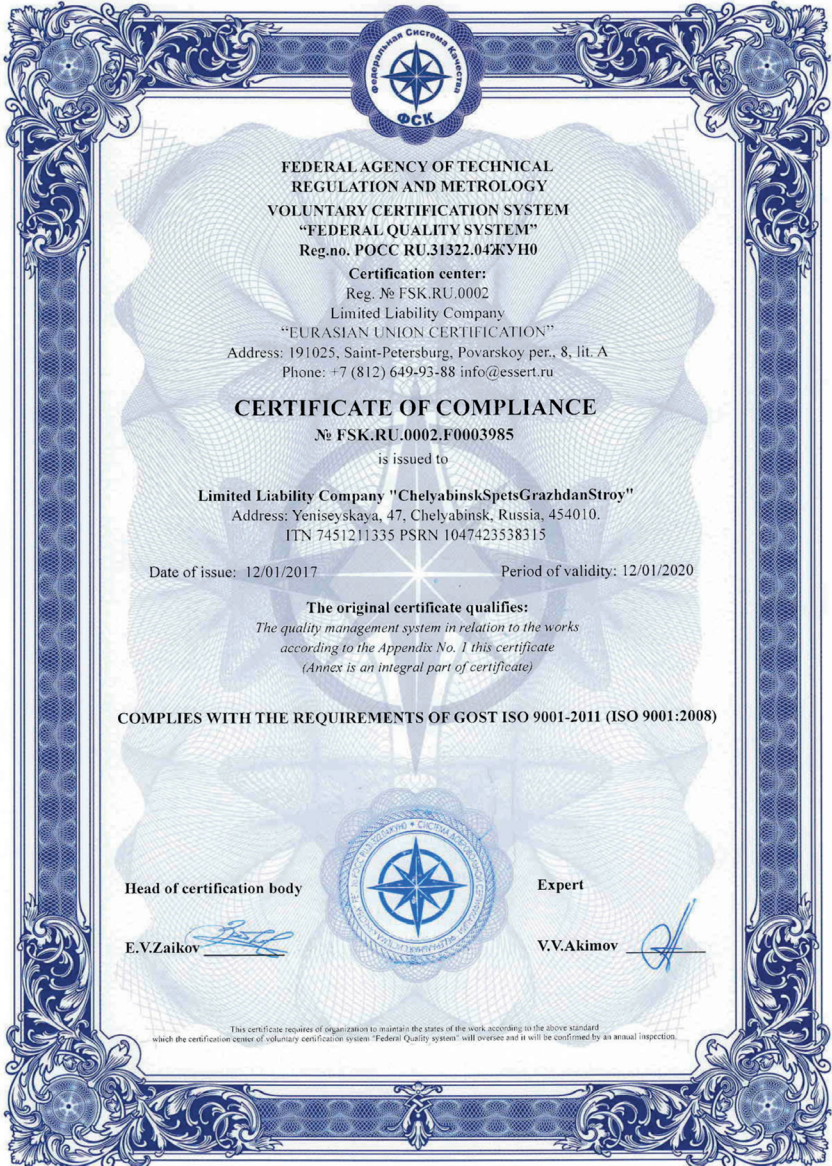 Федеральная Система Качества
ФСК
FEDERAL AGENCY OF TECHNICAL
REGULATION AND METROLOGY
VOLUNTARY CERTIFICATION SYSTEM
“FEDERAL QUALITY SYSTEM”
Reg.no. РОСС RU.31322.04ЖУН0
Certification center:
Reg. № FSK.RU.0002
Limited Liability Company
“EURASIAN UNION CERTIFICATION”
Address: 191025, Saint-Petersburg, Povarskoy per., 8, lit. A
Phone: +7 (812) 649-93-88 info@essert.ru
CERTIFICATE OF COMPLIANCE
№ FSK.RU.0002.F0003985
is issued to
Limited Liability Company "ChelyabinskSpetsGrazhdanStroy"
Address: Yeniseyskaya, 47, Chelyabinsk, Russia, 454010.
ITN 7451211335 PSRN 1047423538315
Date of issue: 12/01/2017 Period of validity: 12/01/2020
The original certificate qualifies:
The quality management system in relation to the works
according to the Appendix No. 1 this certificate
(Annex is an integral part of certificate)
COMPLIES WITH THE REQUIREMENTS OF GOST ISO 9001-2011 (ISO 9001:2008)
Head of certification body Expert
E.V.Zaikov V.V.Akimov
This certificate requires of organization to maintain the states of the work according to the above standard
which the certification center of voluntary certification system "Federal Quality system" will oversee and it will be confirmed by an annual inspection.